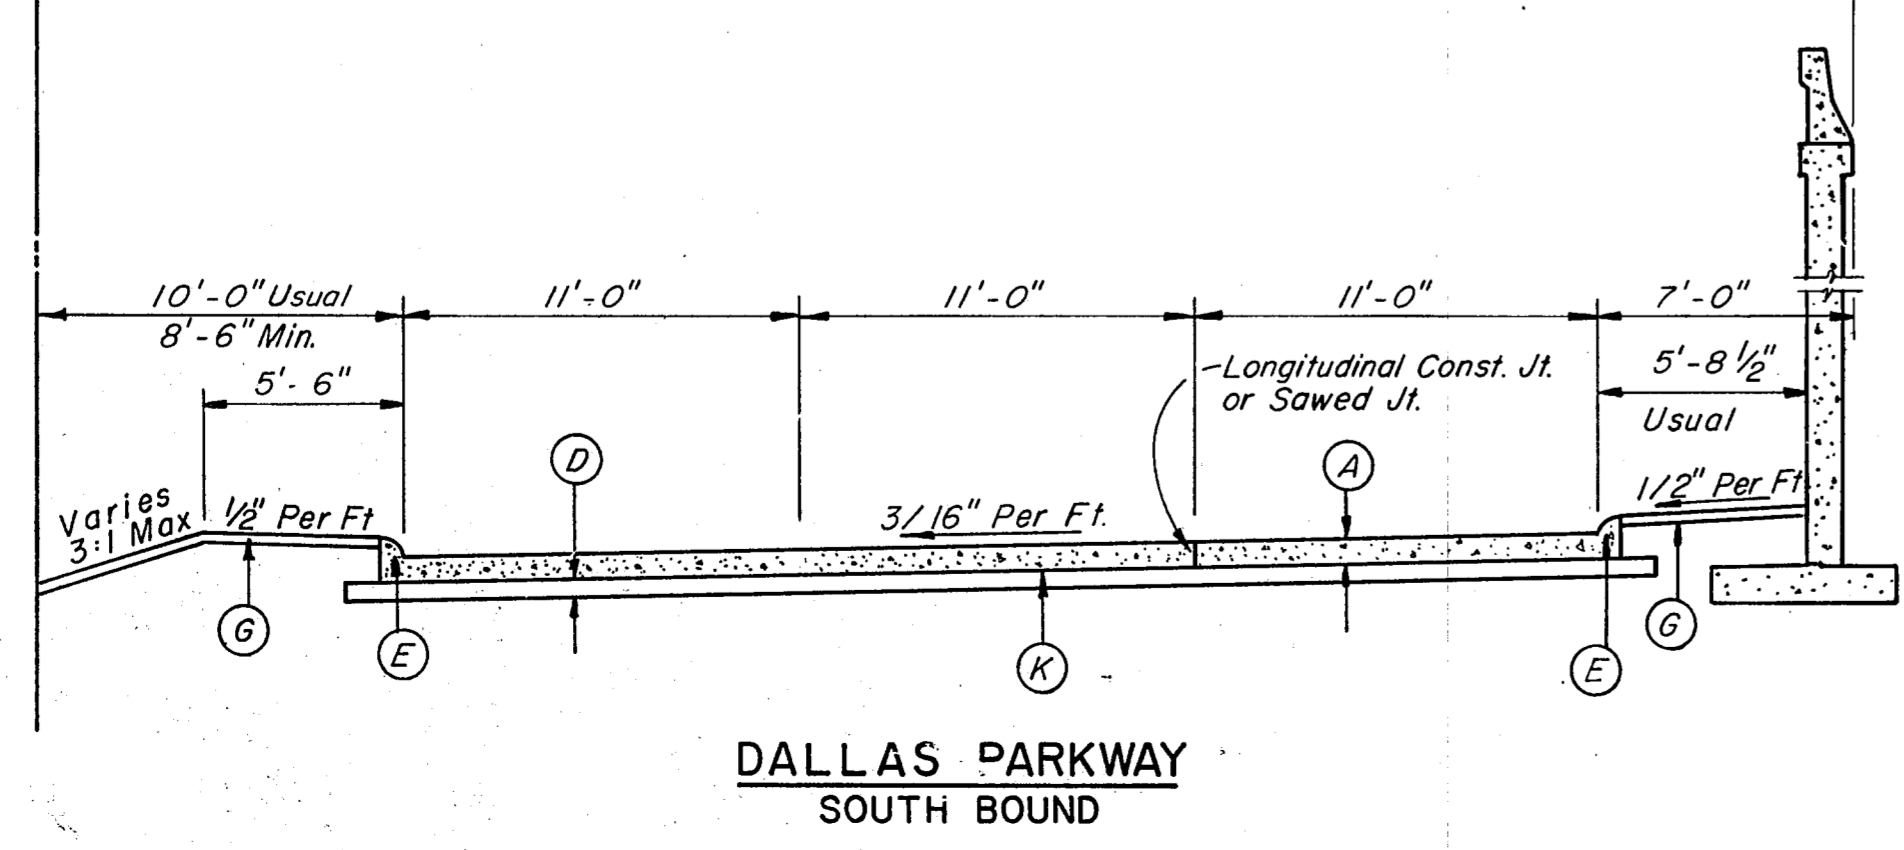 10'-0" Usual
8'-6" Min.
11'-0"
11'-0"
11'-0"
7'-0"
5'-6"
Longitudinal Const. Jt.
or Sawed Jt.
5'-8 1/2"
Usual
D
A
Varies
3:1 Max
1/2" Per Ft
3/16" Per Ft.
1/2" Per Ft
G
E
K
E
G
DALLAS PARKWAY
SOUTH BOUND